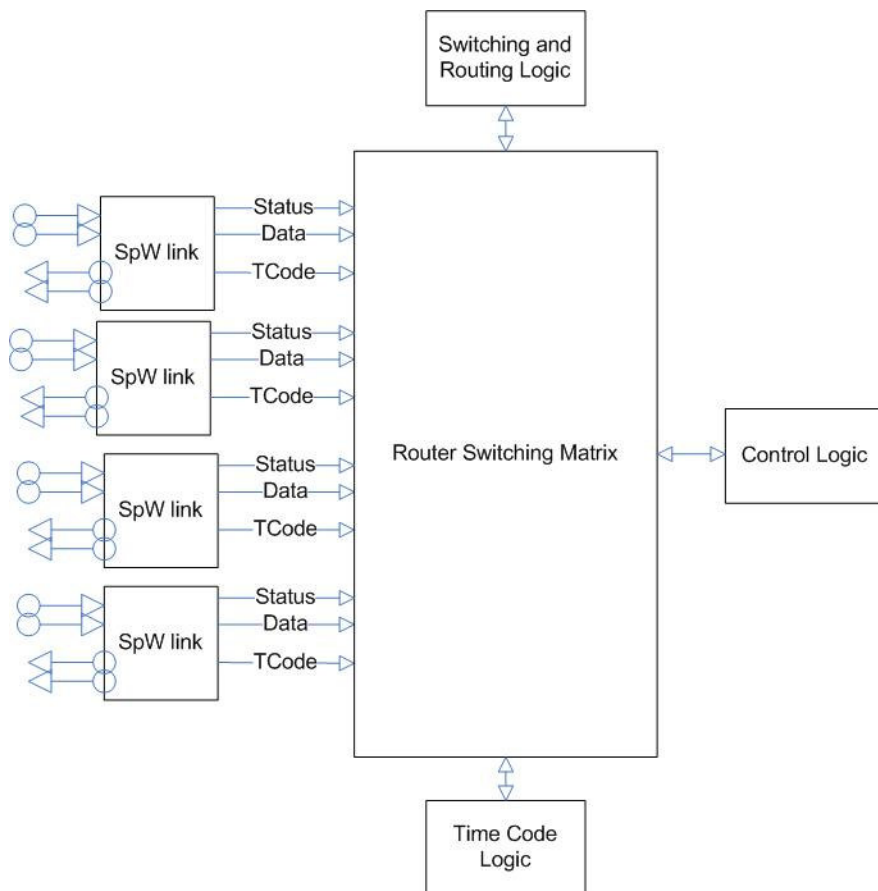 Switching and
Routing Logic
Status
Data
SpW link
TCode
Status
Data
SpW link
TCode
Router Switching Matrix
Control Logic
Status
Data
SpW link
TCode
Status
Data
SpW link
TCode
Time Code
Logic